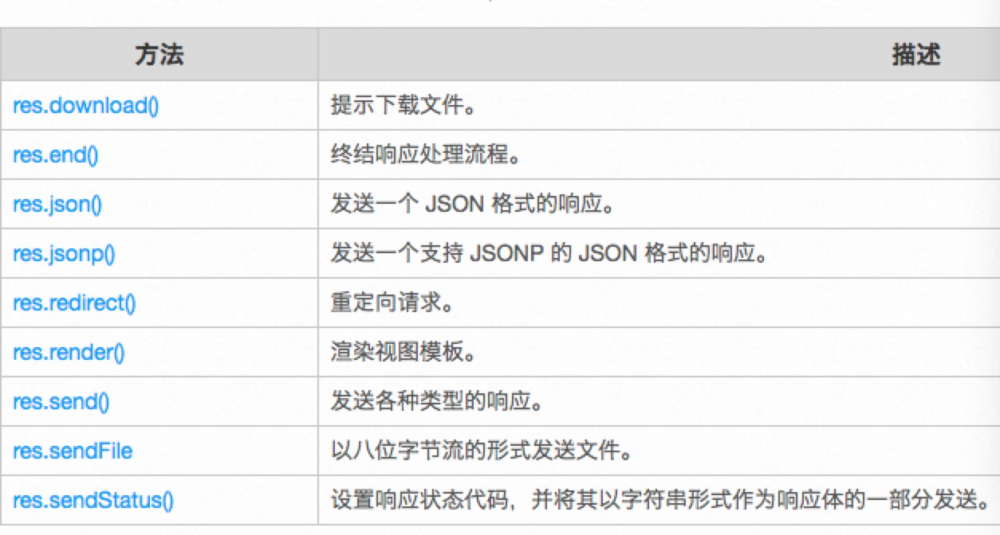 方法 描述
res.download() 提示下载文件。
res.end() 终结响应处理流程。
res.json() 发送一个 JSON 格式的响应。
res.jsonp() 发送一个支持 JSONP 的 JSON 格式的响应。
res.redirect() 重定向请求。
res.render() 渲染视图模板。
res.send() 发送各种类型的响应。
res.sendFile 以八位字节流的形式发送文件。
res.sendStatus() 设置响应状态代码，并将其以字符串形式作为响应体的一部分发送。